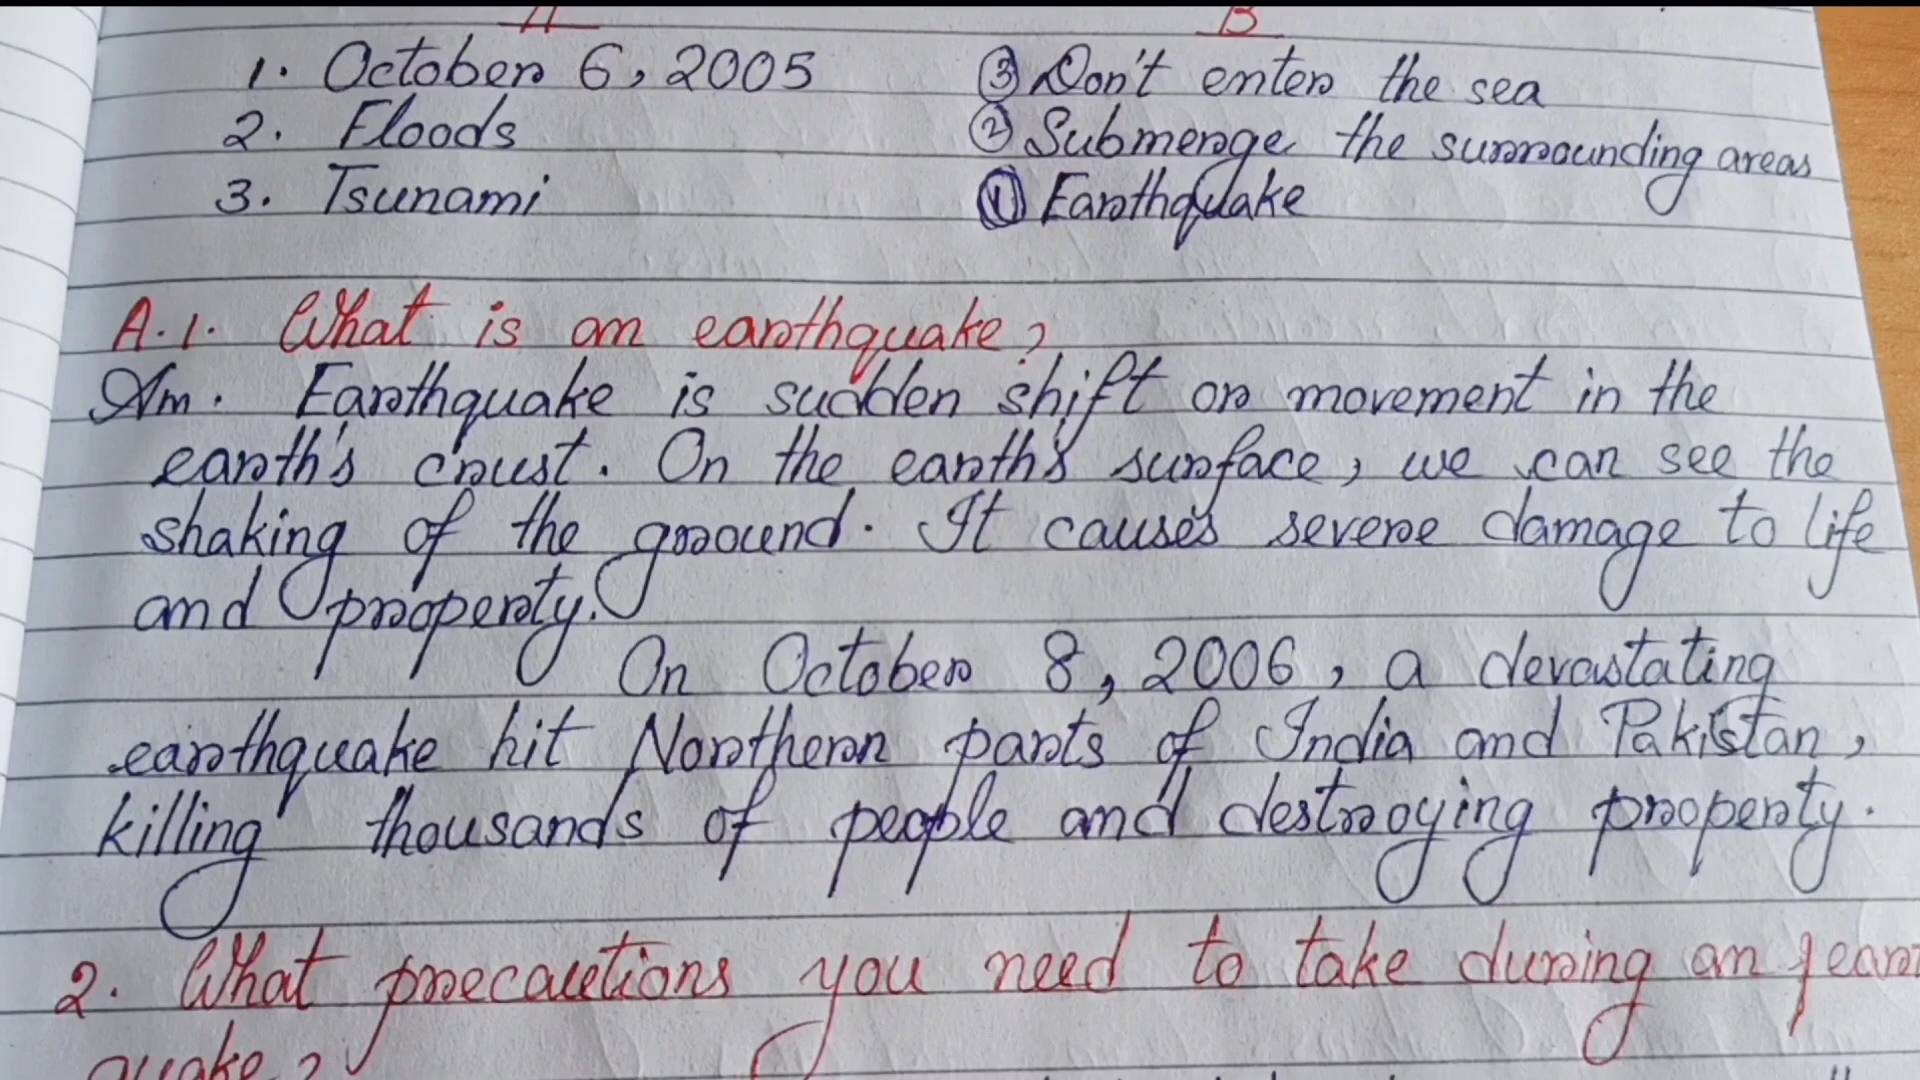 A B
1. October 6, 2005 ③ Don't enter the sea
2. Floods ② Submerge the surrounding areas
3. Tsunami ① Earthquake
A.1. What is an earthquake?
Ans. Earthquake is sudden shift or movement in the
earth's crust. On the earth's surface, we can see the
shaking of the ground. It causes severe damage to life
and property.
On October 8, 2006, a devastating
earthquake hit Northern parts of India and Pakistan,
killing thousands of people and destroying property.
2. What precautions you need to take during an earth
quake?